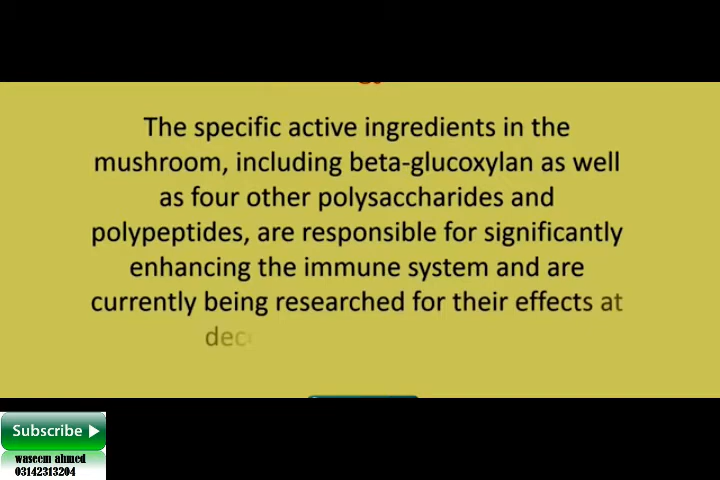 The specific active ingredients in the
mushroom, including beta-glucoxylan as well
as four other polysaccharides and
polypeptides, are responsible for significantly
enhancing the immune system and are
currently being researched for their effects at
Subscribe
waseem ahmed
03142313204